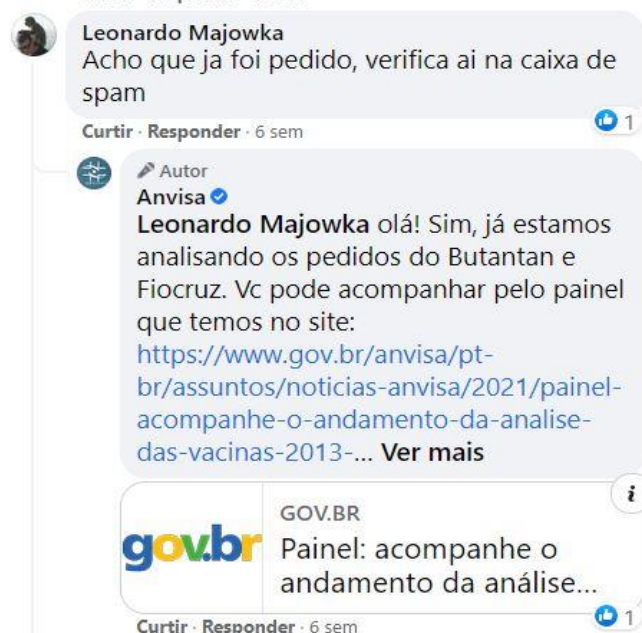 Leonardo Majowka
Acho que ja foi pedido, verifica ai na caixa de
spam
1
Curtir · Responder · 6 sem
Autor
Anvisa
Leonardo Majowka olá! Sim, já estamos
analisando os pedidos do Butantan e
Fiocruz. Vc pode acompanhar pelo painel
que temos no site:
https://www.gov.br/anvisa/pt-
br/assuntos/noticias-anvisa/2021/painel-
acompanhe-o-andamento-da-analise-
das-vacinas-2013-... Ver mais
i
gov.br
GOV.BR
Painel: acompanhe o
andamento da análise...
1
Curtir · Responder · 6 sem